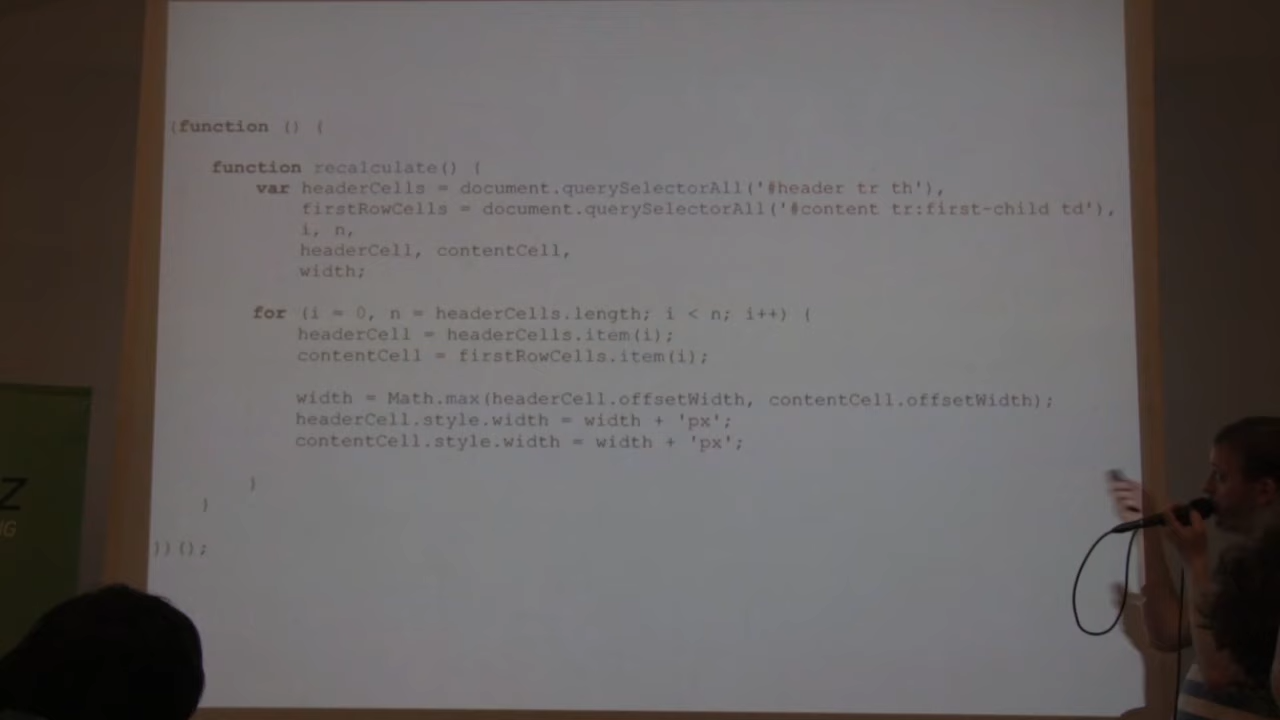 (function () {
function recalculate() {
var headerCells = document.querySelectorAll('#header tr th'),
firstRowCells = document.querySelectorAll('#content tr:first-child td'),
i, n,
headerCell, contentCell,
width;
for (i = 0, n = headerCells.length; i < n; i++) {
headerCell = headerCells.item(i);
contentCell = firstRowCells.item(i);
width = Math.max(headerCell.offsetWidth, contentCell.offsetWidth);
headerCell.style.width = width + 'px';
contentCell.style.width = width + 'px';
}
}
})();